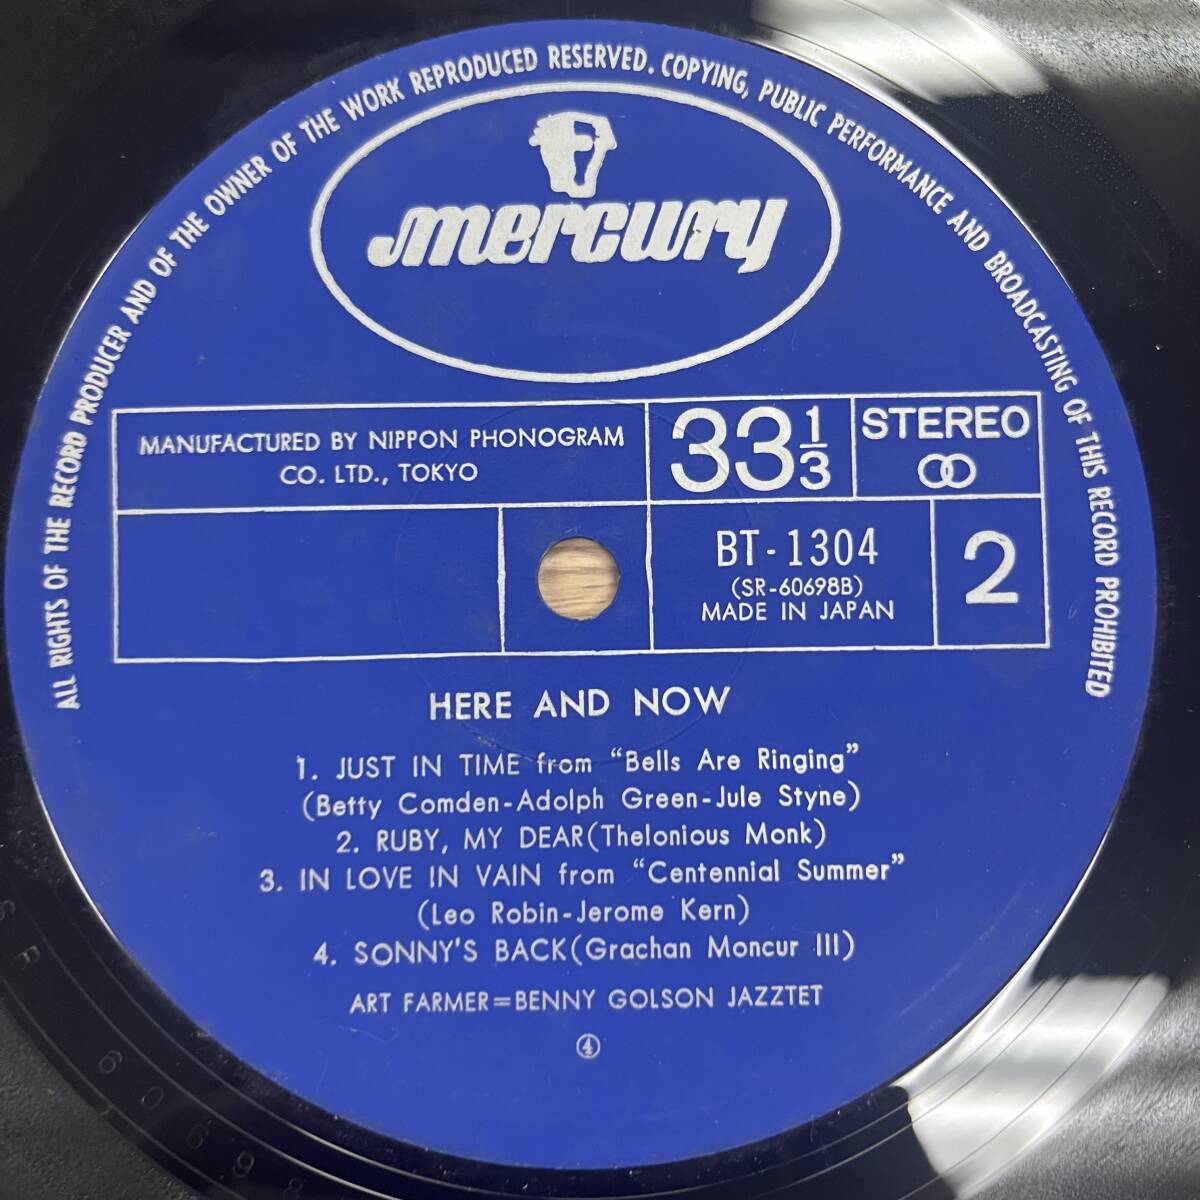 ALL RIGHTS OF THE RECORD PRODUCER AND OF THE OWNER OF THE WORK REPRODUCED RESERVED. COPYING, PUBLIC PERFORMANCE AND BROADCASTING OF THIS RECORD PROHIBITED
mercury
MANUFACTURED BY NIPPON PHONOGRAM
CO. LTD., TOKYO
33 1/3
STEREO
BT-1304
(SR-60698B)
MADE IN JAPAN
2
HERE AND NOW
1. JUST IN TIME from “Bells Are Ringing”
(Betty Comden-Adolph Green-Jule Styne)
2. RUBY, MY DEAR(Thelonious Monk)
3. IN LOVE IN VAIN from “Centennial Summer”
(Leo Robin-Jerome Kern)
4. SONNY'S BACK(Grachan Moncur III)
ART FARMER=BENNY GOLSON JAZZTET
④
SR 60698